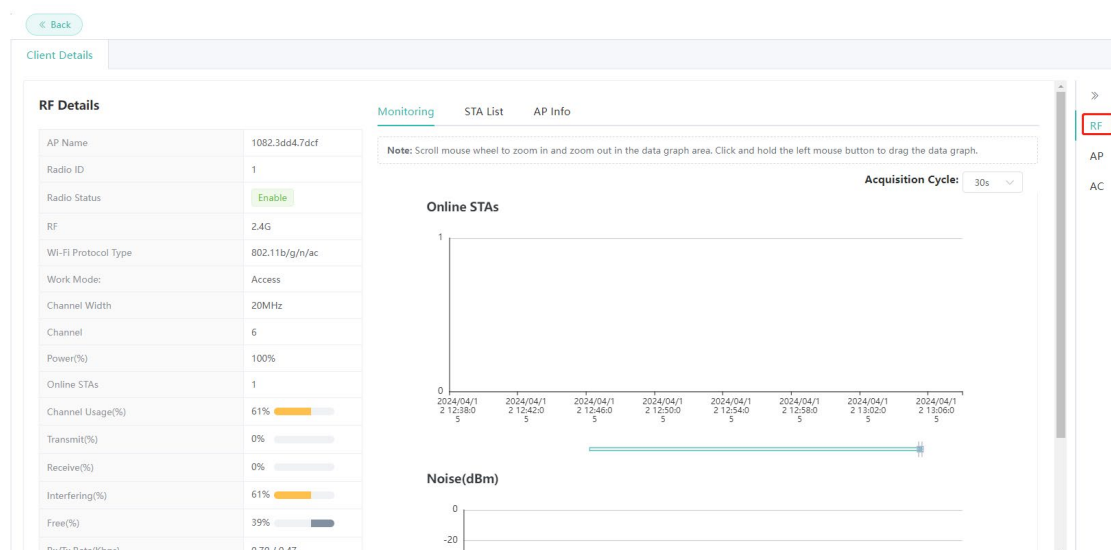 « Back
Client Details
RF Details
AP Name 1082.3dd4.7dcf
Radio ID 1
Radio Status Enable
RF 2.4G
Wi-Fi Protocol Type 802.11b/g/n/ac
Work Mode: Access
Channel Width 20MHz
Channel 6
Power(%) 100%
Online STAs 1
Channel Usage(%) 61%
Transmit(%) 0%
Receive(%) 0%
Interfering(%) 61%
Free(%) 39%
Monitoring STA List AP Info
Note: Scroll mouse wheel to zoom in and zoom out in the data graph area. Click and hold the left mouse button to drag the data graph.
Acquisition Cycle: 30s
Online STAs
1
0
2024/04/1 2024/04/1 2024/04/1 2024/04/1 2024/04/1 2024/04/1 2024/04/1 2024/04/1
2 12:38:0 2 12:42:0 2 12:46:0 2 12:50:0 2 12:54:0 2 12:58:0 2 13:02:0 2 13:06:0
5 5 5 5 5 5 5 5
Noise(dBm)
0
-20
»
RF
AP
AC